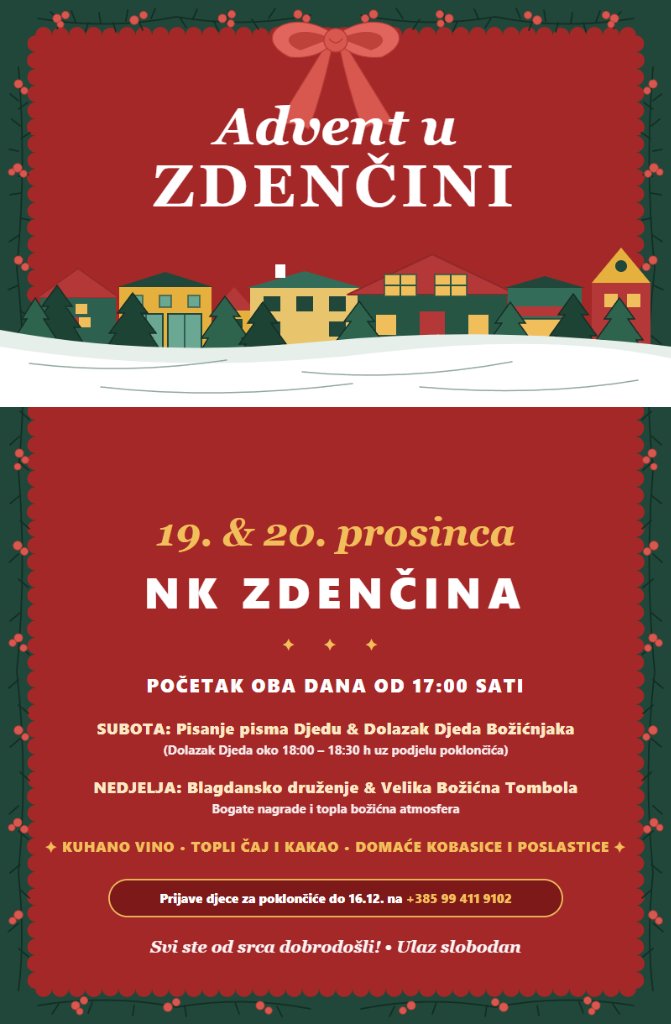 Advent u
ZDENČINI
19. & 20. prosinca
NK ZDENČINA
POČETAK OBA DANA OD 17:00 SATI
SUBOTA: Pisanje pisma Djedu & Dolazak Djeda Božićnjaka
(Dolazak Djeda oko 18:00 – 18:30 h uz podjelu poklončića)
NEDJELJA: Blagdansko druženje & Velika Božićna Tombola
Bogate nagrade i topla božićna atmosfera
✦ KUHANO VINO • TOPLI ČAJ I KAKAO • DOMAĆE KOBASICE I POSLASTICE ✦
Prijave djece za poklončiće do 16.12. na +385 99 411 9102
Svi ste od srca dobrodošli! • Ulaz slobodan